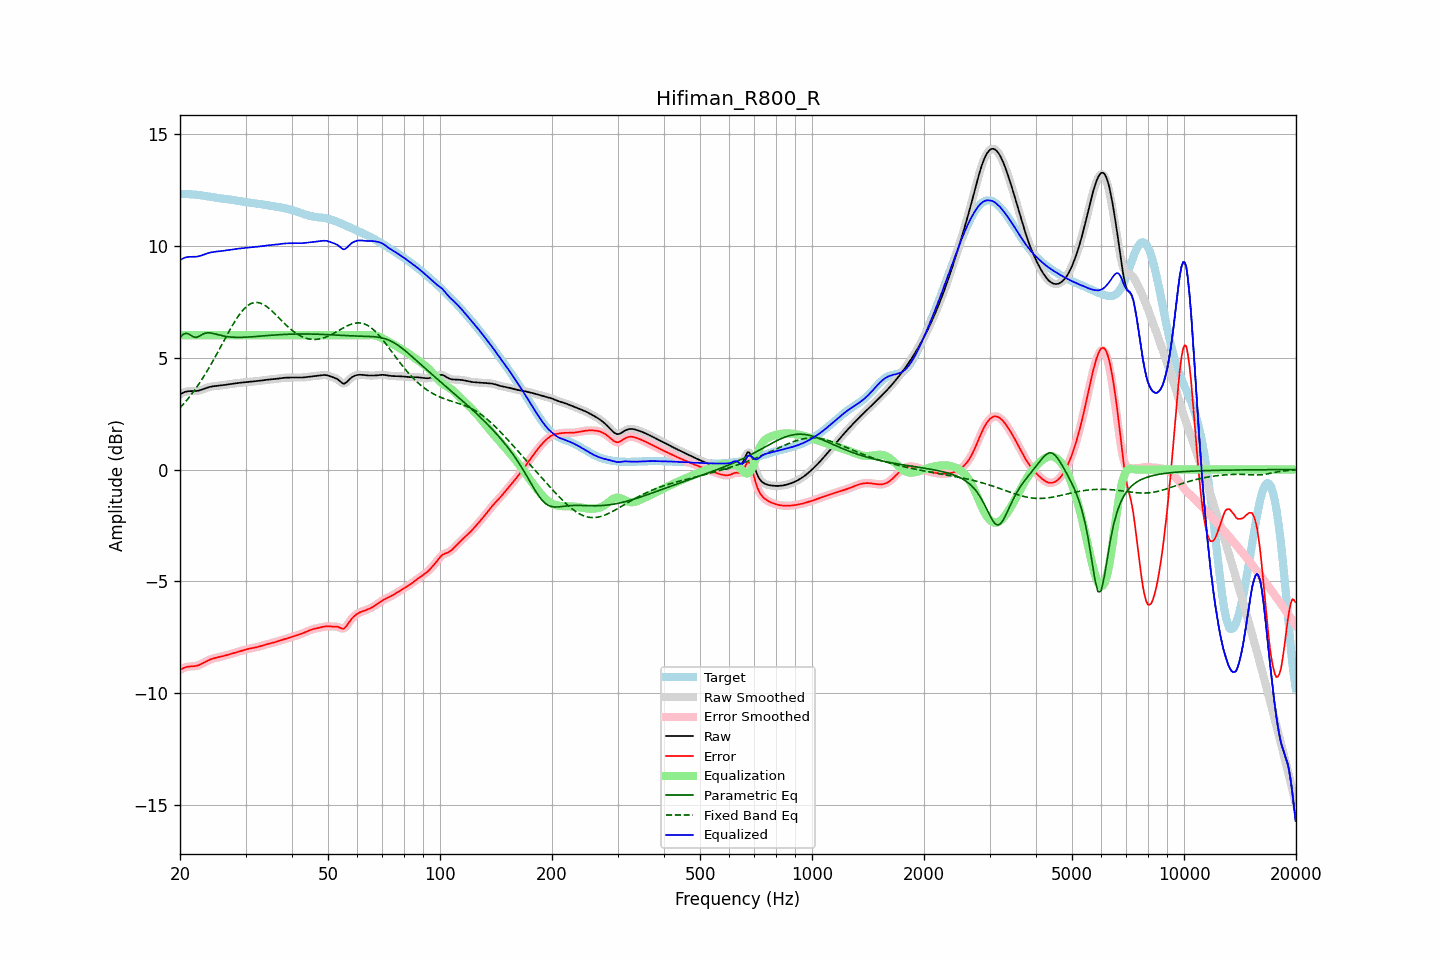 Hifiman_R800_R
Amplitude (dBr)
15
10
5
0
−5
−10
−15
Target
Raw Smoothed
Error Smoothed
Raw
Error
Equalization
Parametric Eq
Fixed Band Eq
Equalized
20
50
100
200
500
1000
2000
5000
10000
20000
Frequency (Hz)